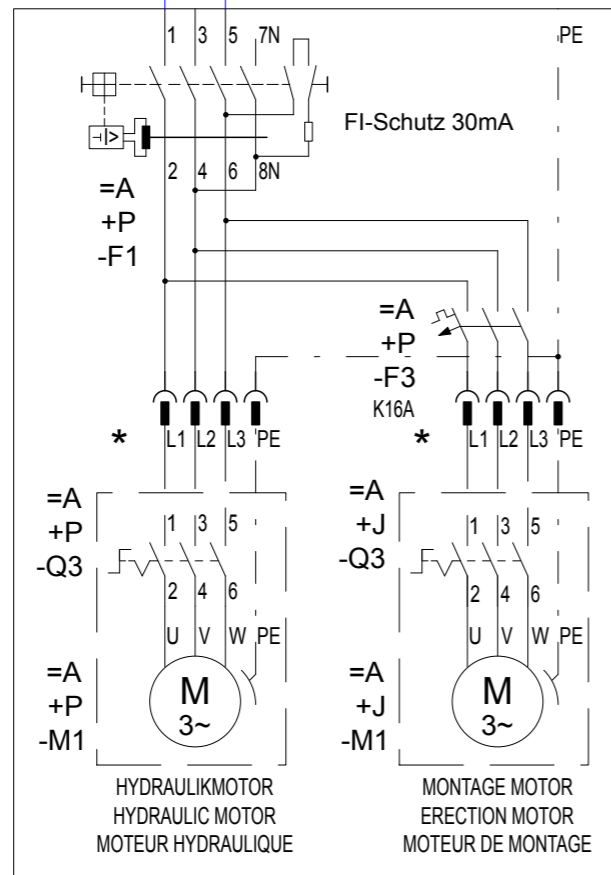 1 3 5 7N PE
FI-Schutz 30mA
2 4 6 8N
=A
+P
-F1
=A
+P
-F3
K16A
* L1 L2 L3 PE
* L1 L2 L3 PE
=A
+P
-Q3
1 3 5
2 4 6
U V W PE
=A
+P
-M1
M
3~
HYDRAULIKMOTOR
HYDRAULIC MOTOR
MOTEUR HYDRAULIQUE
=A
+J
-Q3
1 3 5
2 4 6
U V W PE
=A
+J
-M1
M
3~
MONTAGE MOTOR
ERECTION MOTOR
MOTEUR DE MONTAGE